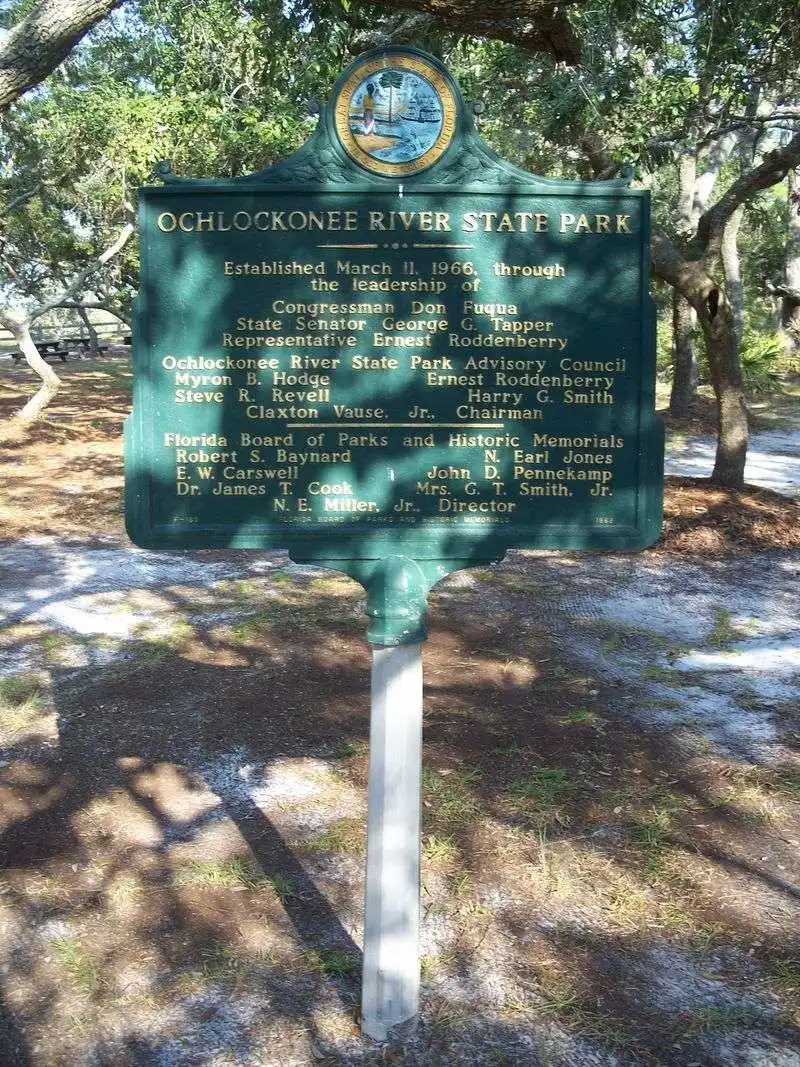 OCHLOCKONEE RIVER STATE PARK
Established March 11, 1966, through
the leadership of
Congressman Don Fuqua
State Senator George G. Tapper
Representative Ernest Roddenberry
Ochlockonee River State Park Advisory Council
Myron B. Hodge Ernest Roddenberry
Steve R. Revell Harry G. Smith
Claxton Vause, Jr., Chairman
Florida Board of Parks and Historic Memorials
Robert S. Baynard N. Earl Jones
E. W. Carswell John D. Pennekamp
Dr. James T. Cook Mrs. G. T. Smith, Jr.
N. E. Miller, Jr., Director
FLORIDA BOARD OF PARKS AND HISTORIC MEMORIALS